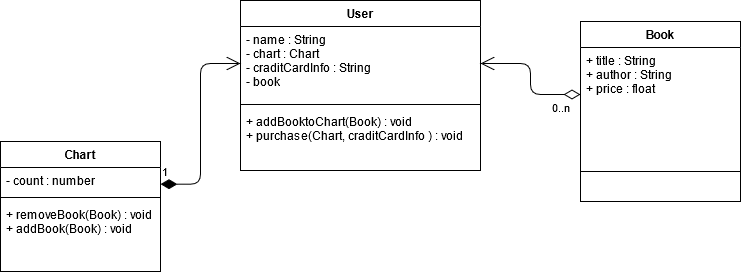 User
- name : String
- chart : Chart
- craditCardInfo : String
- book
+ addBooktoChart(Book) : void
+ purchase(Chart, craditCardInfo ) : void
Book
+ title : String
+ author : String
+ price : float
0..n
Chart
1
- count : number
+ removeBook(Book) : void
+ addBook(Book) : void